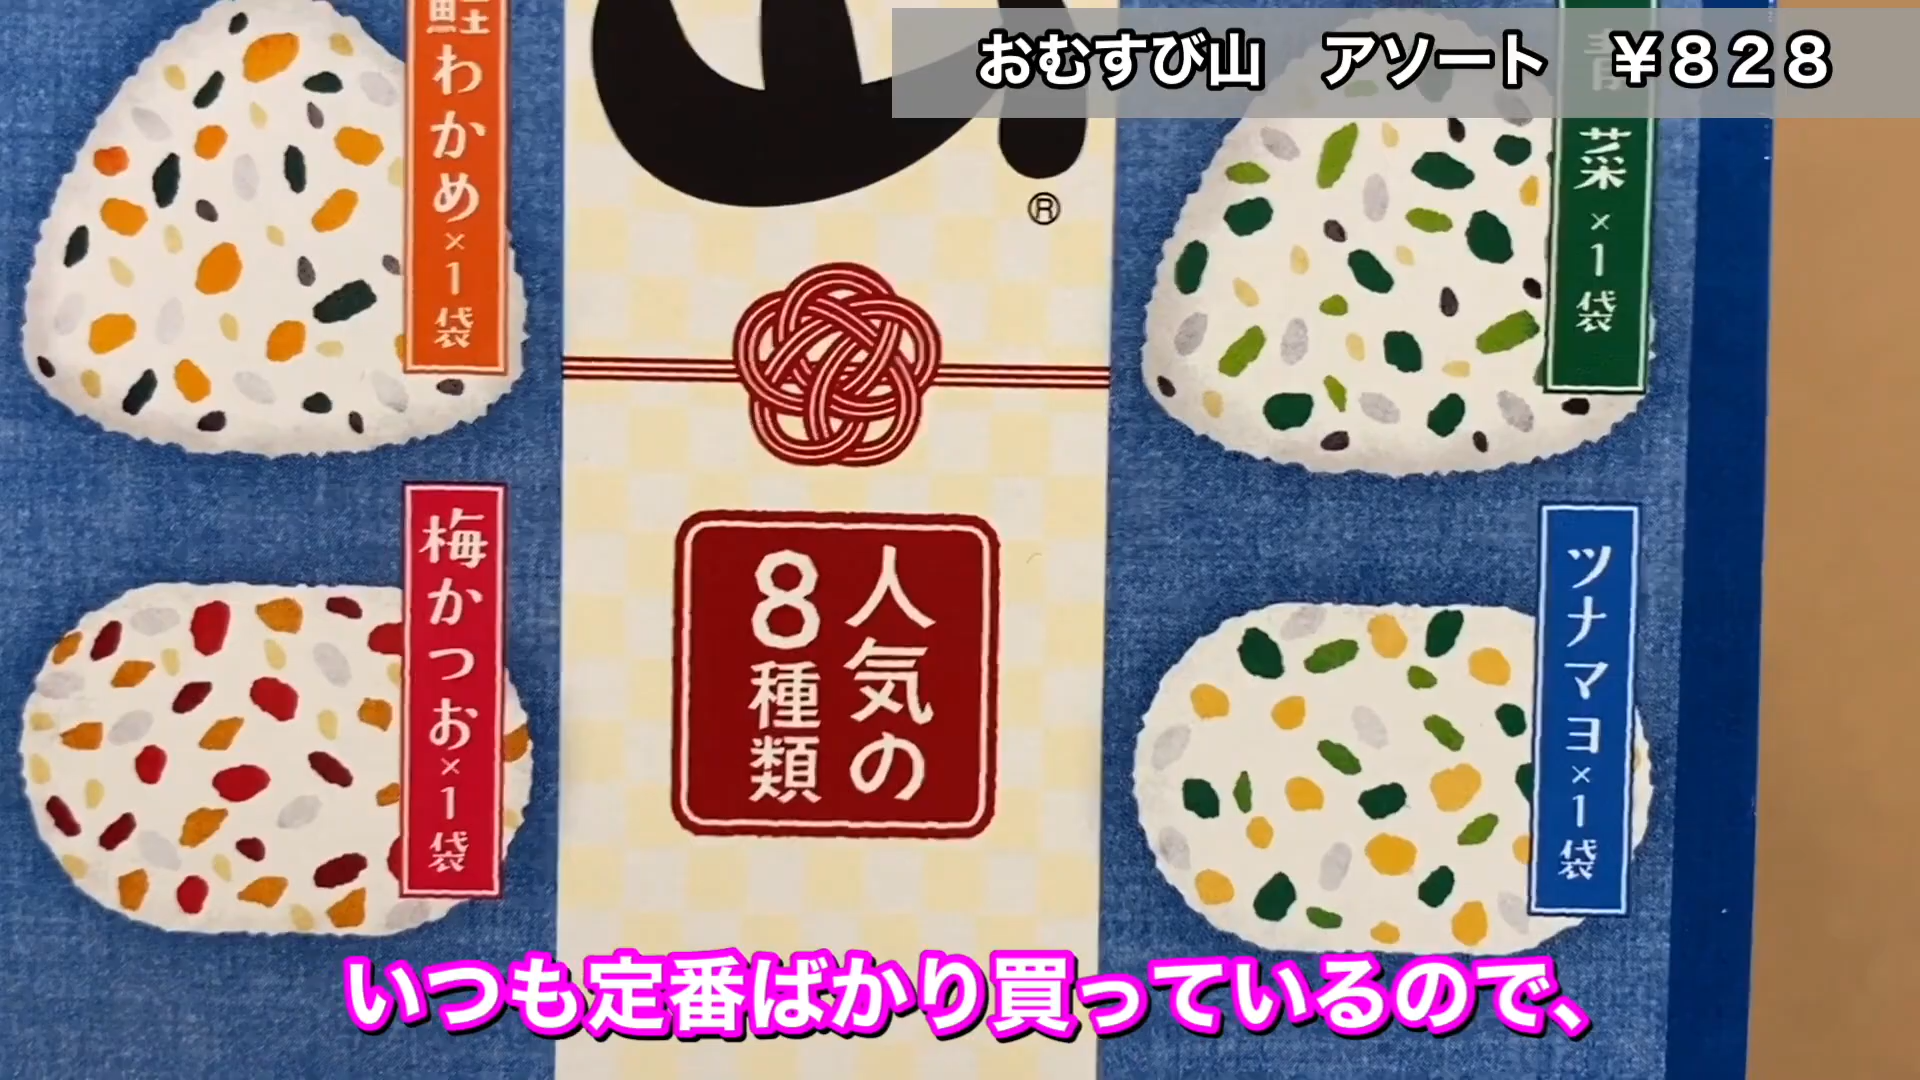 おむすび山　アソート　￥８２８
鮭わかめ×1袋
菜×1袋
®
人気の
8種類
梅かつお×1袋
ツナマヨ×1袋
いつも定番ばかり買っているので、